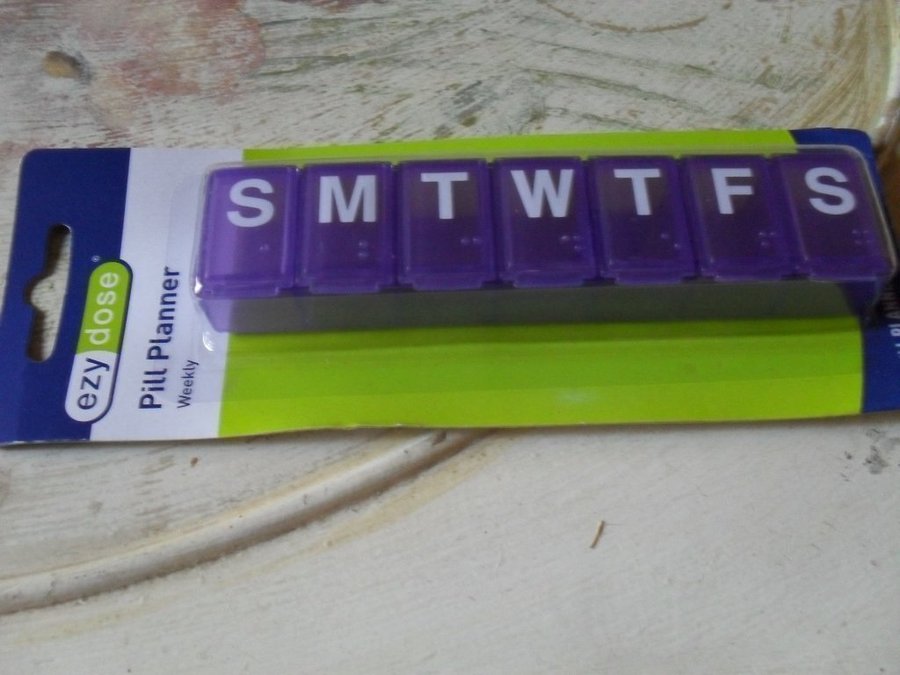 S M T W T F S
ezy dose®
Pill Planner
Weekly